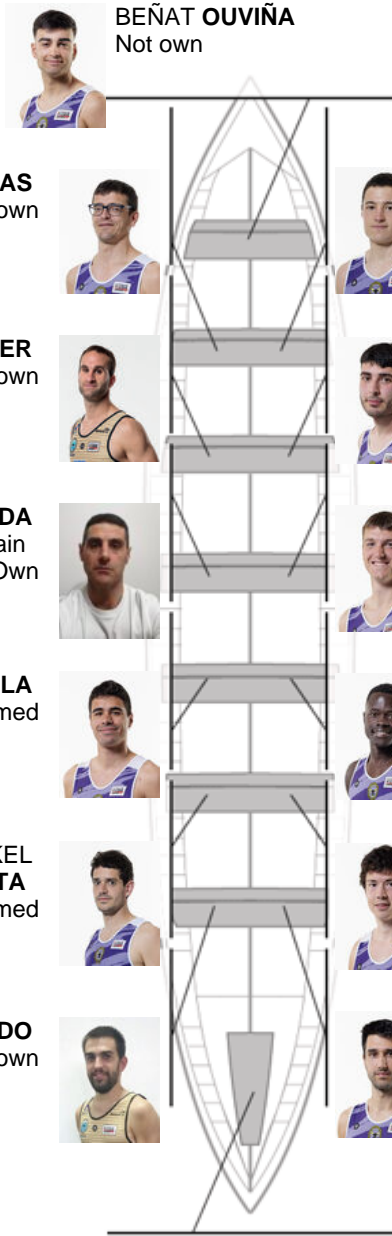 BEÑAT OUVIÑA
Not own
AS
own
ER
own
DA
ain
Own
LA
med
KEL
TA
med
DO
own